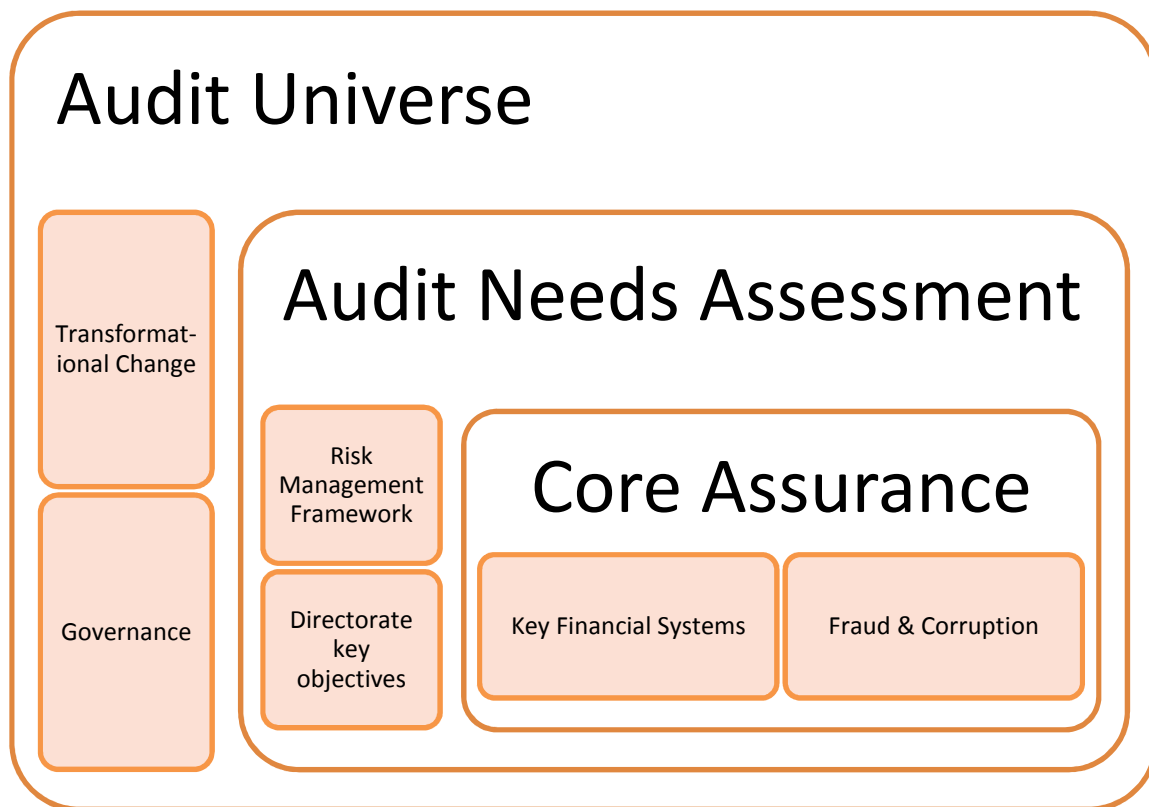 Audit Universe
Transformat-
ional Change
Governance
Audit Needs Assessment
Risk
Management
Framework
Directorate
key
objectives
Core Assurance
Key Financial Systems
Fraud & Corruption